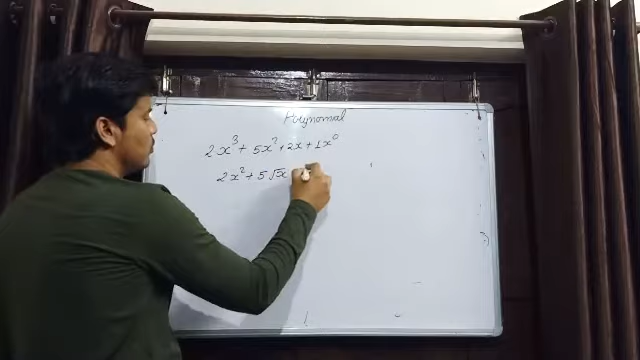 Polynomial
2x³ + 5x² + 2x + 1x⁰
2x² + 5√x